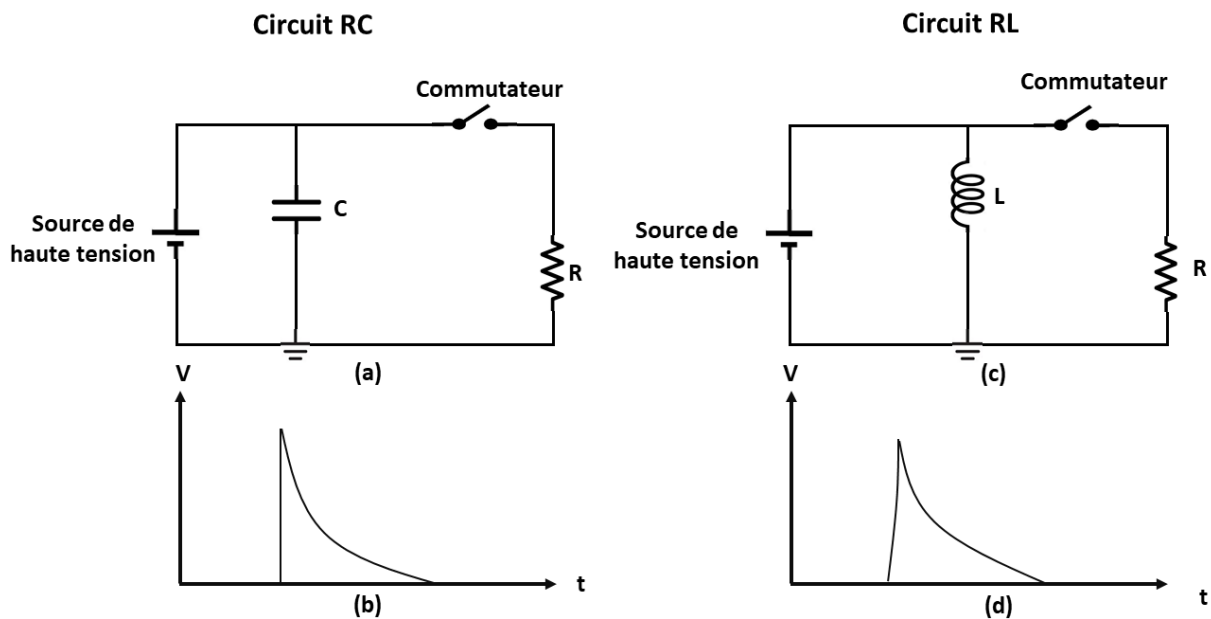 Circuit RC
Commutateur
C
Source de
haute tension
R
(a)
V
t
(b)
Circuit RL
Commutateur
L
Source de
haute tension
R
(c)
V
t
(d)